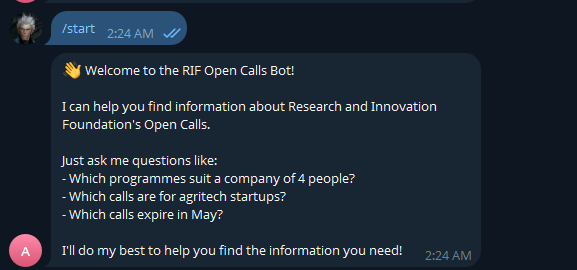 /start 2:24 AM
👋 Welcome to the RIF Open Calls Bot!
I can help you find information about Research and Innovation
Foundation's Open Calls.
Just ask me questions like:
- Which programmes suit a company of 4 people?
- Which calls are for agritech startups?
- Which calls expire in May?
I'll do my best to help you find the information you need! 2:24 AM
A